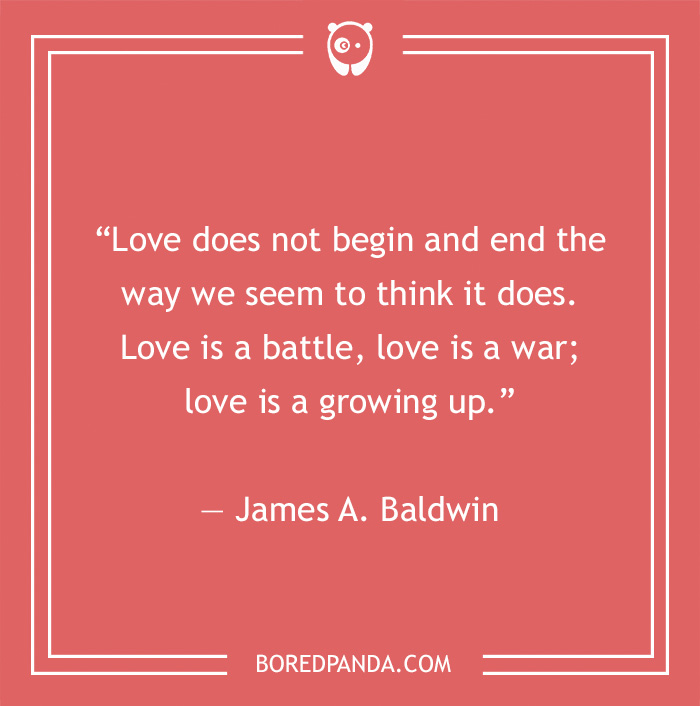 “Love does not begin and end the
way we seem to think it does.
Love is a battle, love is a war;
love is a growing up.”
— James A. Baldwin
BOREDPANDA.COM